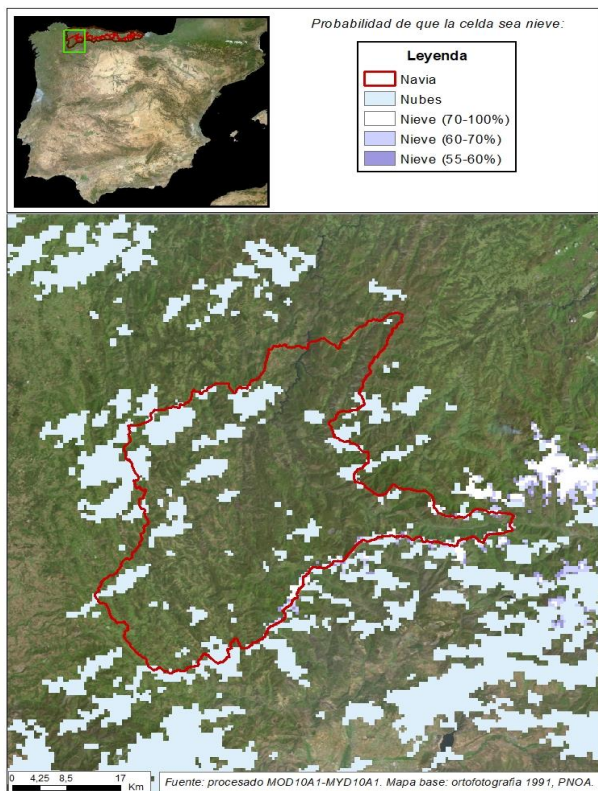 Probabilidad de que la celda sea nieve:
Leyenda
Navia
Nubes
Nieve (70-100%)
Nieve (60-70%)
Nieve (55-60%)
0 4,25 8,5 17
Km
Fuente: procesado MOD10A1-MYD10A1. Mapa base: ortofotografia 1991, PNOA.